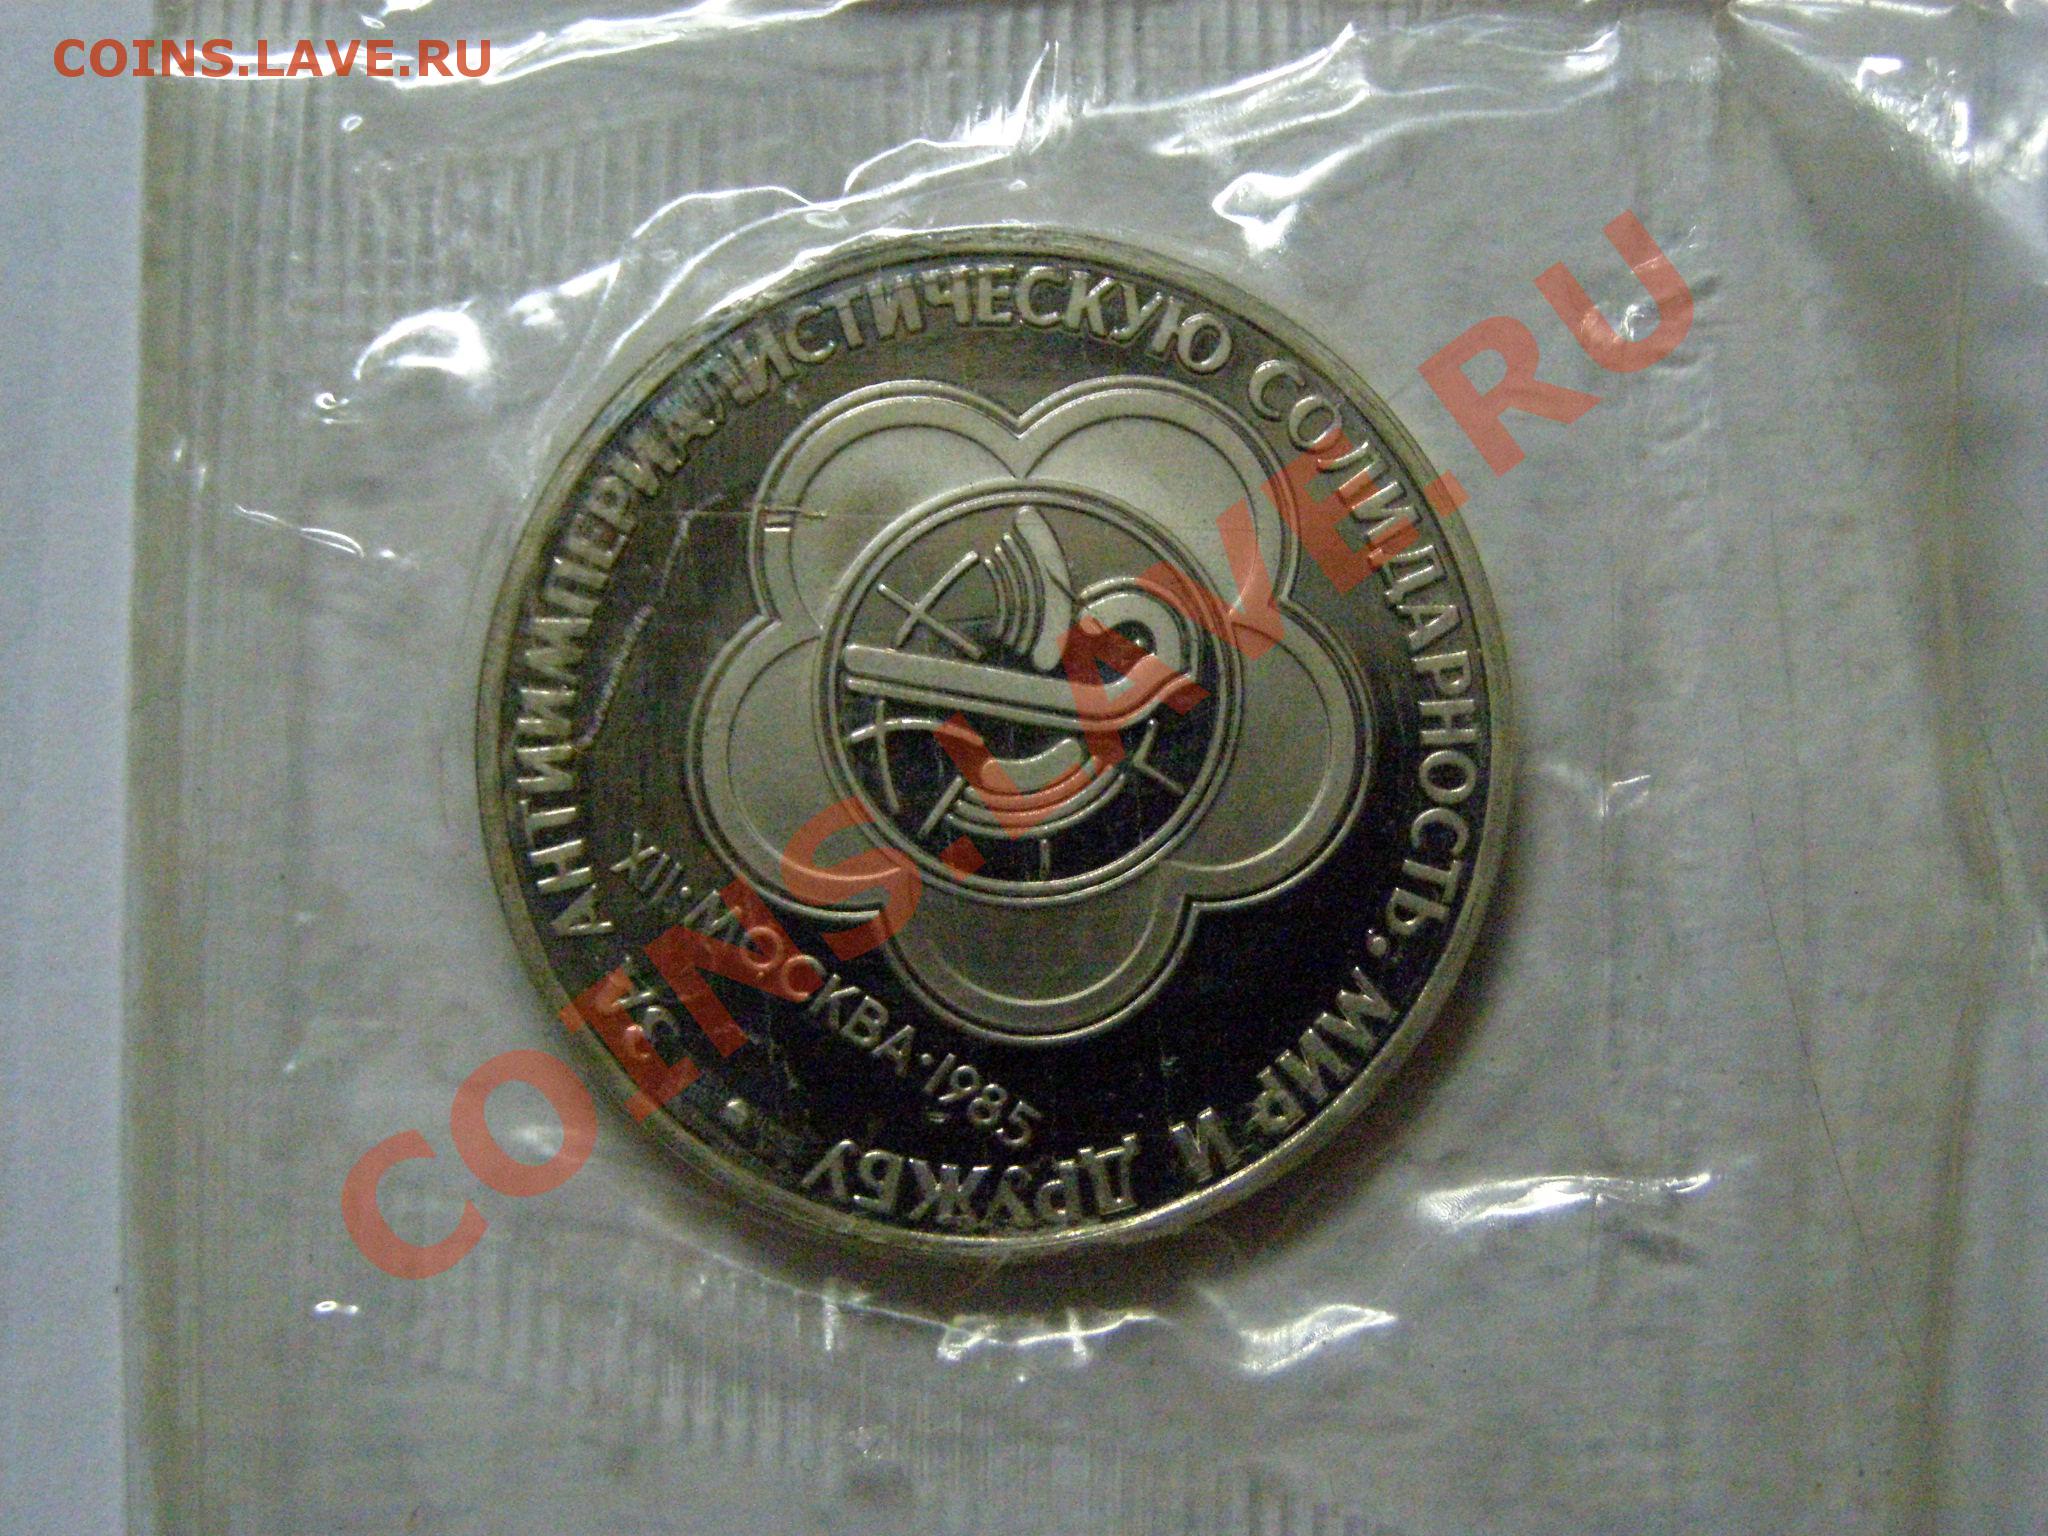 COINS.LAVE.RU
ЗА АНТИИМПЕРИАЛИСТИЧЕСКУЮ СОЛИДАРНОСТЬ, МИР И ДРУЖБУ •
XII•МОСКВА•1985
COINS.LAVE.RU